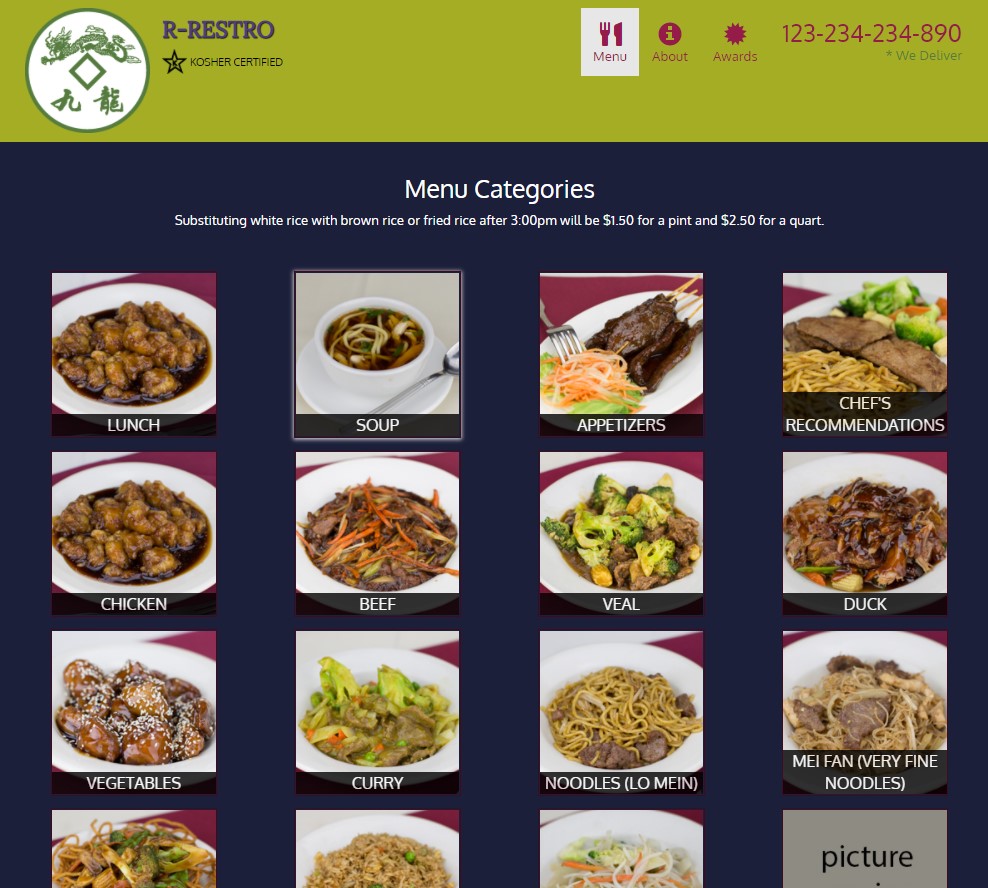 R-RESTRO
K
KOSHER CERTIFIED
九 龍
Menu
About
Awards
123-234-234-890
* We Deliver
Menu Categories
Substituting white rice with brown rice or fried rice after 3:00pm will be $1.50 for a pint and $2.50 for a quart.
LUNCH
SOUP
APPETIZERS
CHEF'S
RECOMMENDATIONS
CHICKEN
BEEF
VEAL
DUCK
VEGETABLES
CURRY
NOODLES (LO MEIN)
MEI FAN (VERY FINE
NOODLES)
picture